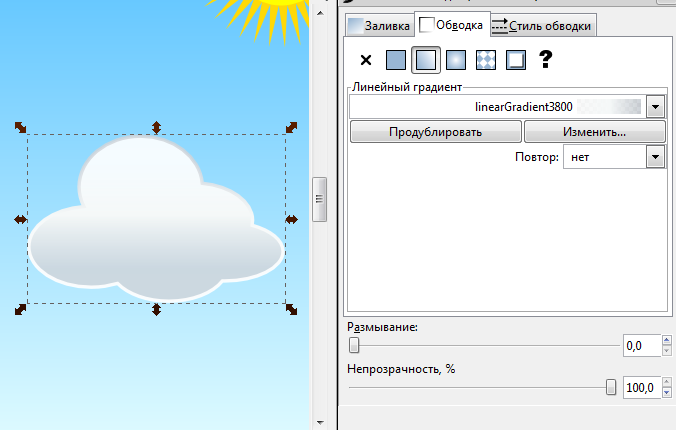 Заливка Обводка Стиль обводки
?
Линейный градиент
linearGradient3800
Продублировать Изменить...
Повтор: нет
Размывание:
0,0
Непрозрачность, %
100,0